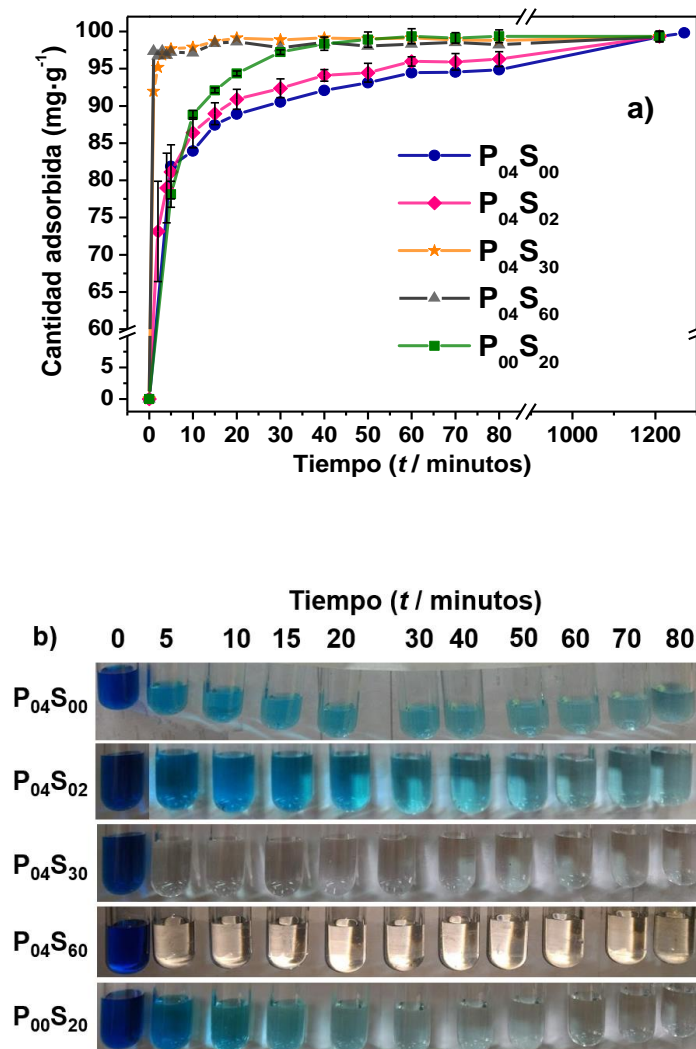 a)
Cantidad adsorbida (mg·g⁻¹)
100
95
90
85
80
75
70
65
60
5
0
P₀₄S₀₀
P₀₄S₀₂
P₀₄S₃₀
P₀₄S₆₀
P₀₀S₂₀
0 10 20 30 40 50 60 70 80 1000 1200
Tiempo (t / minutos)
Tiempo (t / minutos)
b) 0 5 10 15 20 30 40 50 60 70 80
P₀₄S₀₀
P₀₄S₀₂
P₀₄S₃₀
P₀₄S₆₀
P₀₀S₂₀